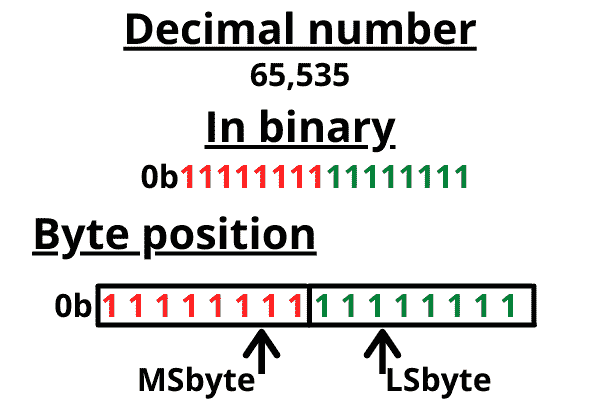 Decimal number
65,535
In binary
0b1111111111111111
Byte position
0b 1 1 1 1 1 1 1 1 1 1 1 1 1 1 1 1
MSbyte LSbyte